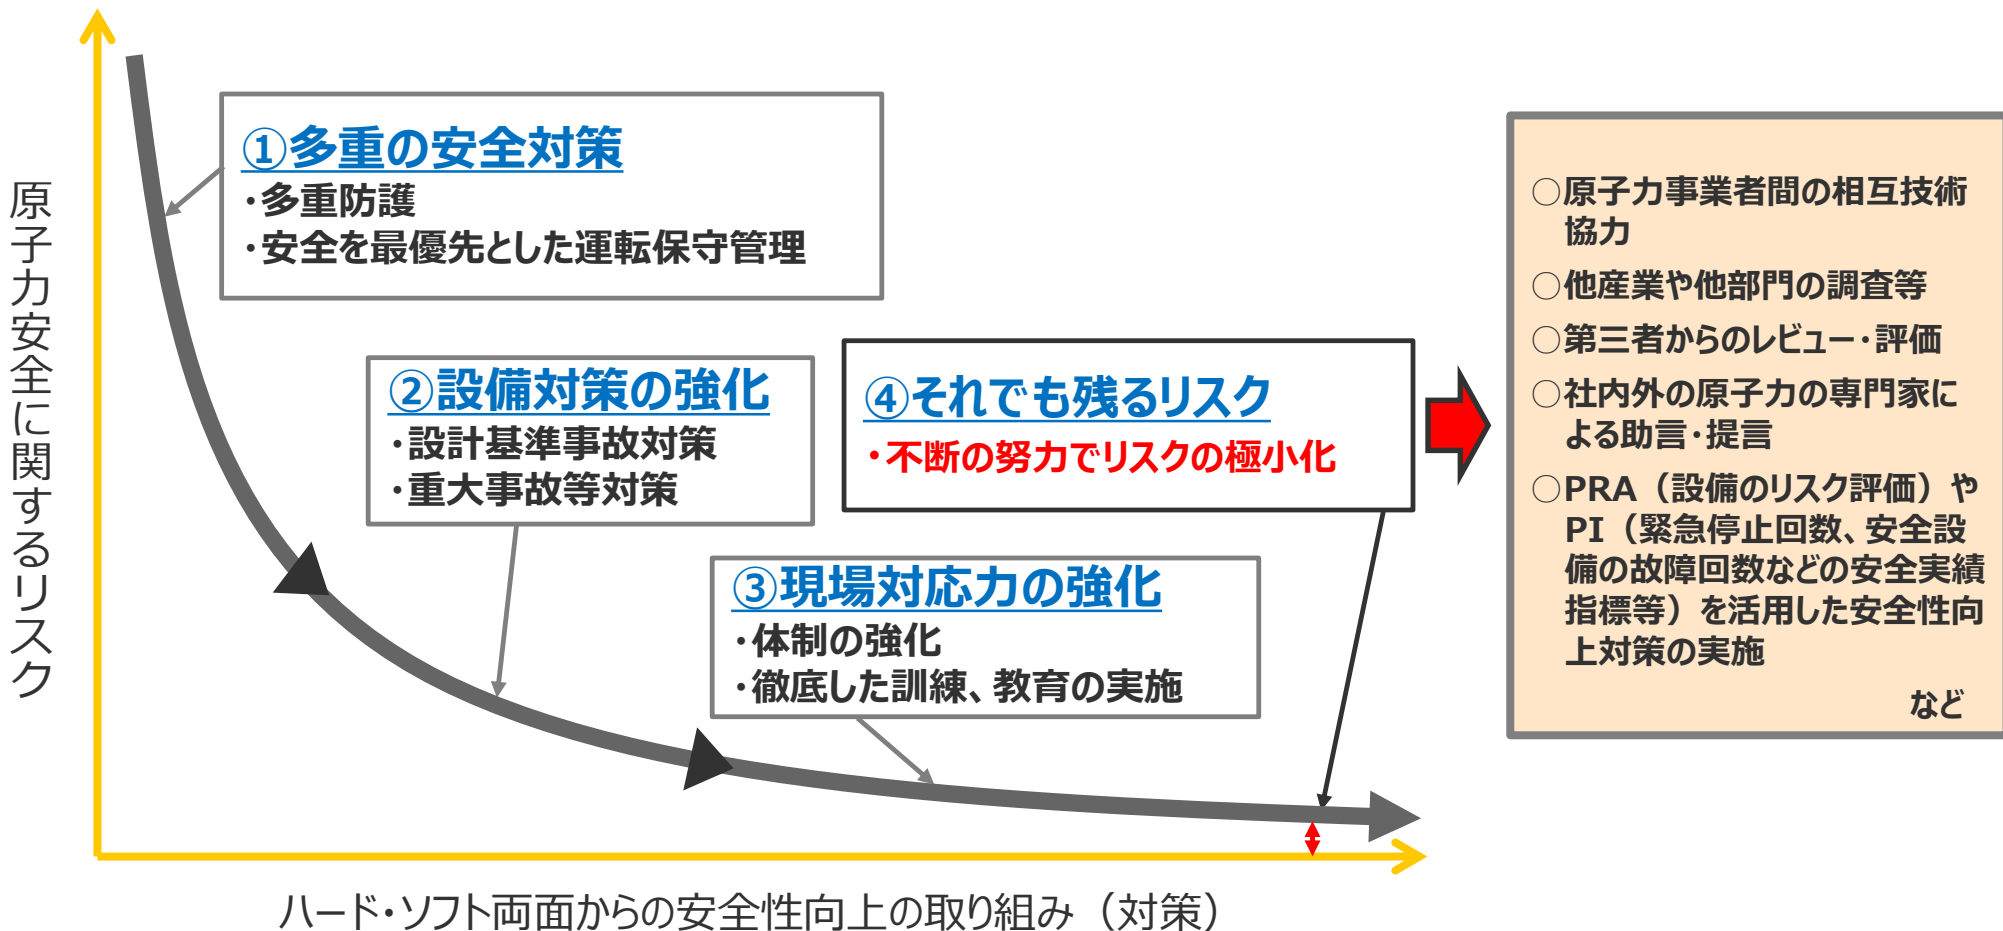 原子力安全に関するリスク
①多重の安全対策
・多重防護
・安全を最優先とした運転保守管理
②設備対策の強化
・設計基準事故対策
・重大事故等対策
③現場対応力の強化
・体制の強化
・徹底した訓練、教育の実施
④それでも残るリスク
・不断の努力でリスクの極小化
○原子力事業者間の相互技術
協力
○他産業や他部門の調査等
○第三者からのレビュー・評価
○社内外の原子力の専門家に
よる助言・提言
○PRA（設備のリスク評価）や
PI（緊急停止回数、安全設
備の故障回数などの安全実績
指標等）を活用した安全性向
上対策の実施
など
ハード・ソフト両面からの安全性向上の取り組み（対策）